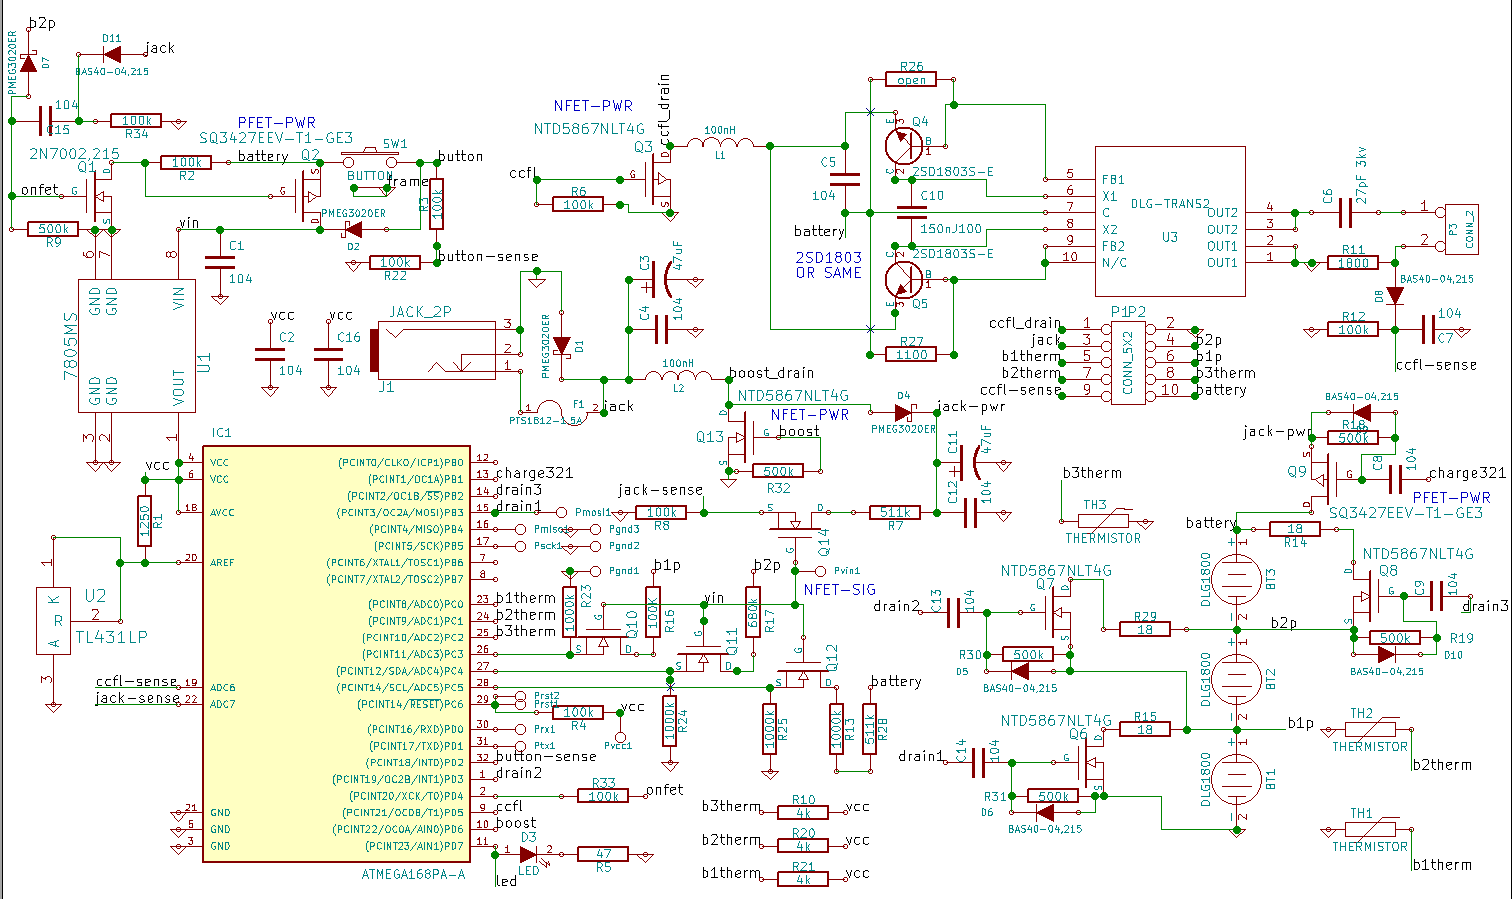 b2p
PMEG3020ER
D7
D11
jack
BAS40-04,215
104
C15
100k
R34
PFET-PWR
SQ3427EEV-T1-GE3
2N7002,215
Q1
G
D
S
onfet
500k
R9
100k
R2
battery
Q2
G
S
D
SW1
BUTTON
button
frame
R3
100k
PMEG3020ER
D2
vin
100k
R22
button-sense
C1
104
6
7
8
GND
GND
VIN
7805MS
U1
GND
GND
VOUT
3
2
1
vcc
C2
104
vcc
C16
104
JACK_2P
J1
3
2
1
PMEG3020ER
D1
PTS1812-1.5A
F1
1
2
jack
NFET-PWR
NTD5867NLT4G
Q3
ccfl_drain
ccfl
R6
100k
G
D
S
100nH
L1
C3
47uF
C4
104
100nH
L2
boost_drain
NTD5867NLT4G
NFET-PWR
Q13
boost
G
D
S
500k
R32
D4
PMEG3020ER
jack-pwr
C11
47uF
C12
104
R26
open
Q4
E
3
B
1
C
2
2SD1803S-E
C5
104
C10
150nJ100
battery
2SD1803
OR SAME
2SD1803S-E
Q5
C
2
B
1
E
3
R27
1100
DLG-TRANS2
U3
5 FB1
6 X1
7 C
8 X2
9 FB2
10 N/C
OUT2 4
OUT2 3
OUT1 2
OUT1 1
C6
27pF 3kv
P3
CONN_2
1
2
R11
1800
BAS40-04,215
D8
R12
100k
104
C7
ccfl-sense
P1P2
CONN_5X2
ccfl_drain 1
jack 3
b1therm 5
b2therm 7
ccfl-sense 9
2
4 b2p
6 b1p
8 b3therm
10 battery
IC1
ATMEGA168PA-A
vcc
4 VCC
6 VCC
18 AVCC
20 AREF
1250
R1
U2
TL431LP
K
R
A
1
2
3
ccfl-sense 19 ADC6
jack-sense 22 ADC7
21 GND
5 GND
3 GND
(PCINT0/CLKO/ICP1)PB0 12
(PCINT1/OC1A)PB1 13 charge321
(PCINT2/OC1B/SS)PB2 14 drain3
(PCINT3/OC2A/MOSI)PB3 15 drain1
(PCINT4/MISO)PB4 16
(PCINT5/SCK)PB5 17
(PCINT6/XTAL1/TOSC1)PB6 7
(PCINT7/XTAL2/TOSC2)PB7 8
(PCINT8/ADC0)PC0 23 b1therm
(PCINT9/ADC1)PC1 24 b2therm
(PCINT10/ADC2)PC2 25 b3therm
(PCINT11/ADC3)PC3 26
(PCINT12/SDA/ADC4)PC4 27
(PCINT14/SCL/ADC5)PC5 28
(PCINT14/RESET)PC6 29
(PCINT16/RXD)PD0 30
(PCINT17/TXD)PD1 31
(PCINT18/IND)PD2 32 button-sense
(PCINT19/OC2B/INT1)PD3 1 drain2
(PCINT20/XCK/T0)PD4 2
(PCINT21/OCDB/T1)PD5 9 ccfl
(PCINT22/OC0A/AIN0)PD6 10 boost
(PCINT23/AIN1)PD7 11
Pmosi1
Pmiso1
Pgnd3
Psck1
Pgnd2
Pgnd1
Prst2
Prst1
100k
R4
vcc
Pvcc1
Prx1
Ptx1
R33
100k
onfet
D3
LED
1
2
47
R5
led
jack-sense
100k
R8
511k
R7
Q14
S
D
G
Pvin1
NFET-SIG
b1p
b2p
1000k
R23
Q10
100K
R16
vin
Q11
680k
R17
Q12
1000k
R24
1000k
R25
1000k
R13
511k
R28
battery
b3therm R10 4k vcc
b2therm R20 4k vcc
b1therm R21 4k vcc
b3therm
TH3
THERMISTOR
drain2
C13
104
NTD5867NLT4G
Q7
R30
500k
D5
BAS40-04,215
R29
18
drain1
C14
104
NTD5867NLT4G
Q6
R31
500k
D6
BAS40-04,215
R15
18
DLG1800
BT3
DLG1800
BT2
DLG1800
BT1
b2p
b1p
battery
18
R14
BAS40-04,215
R18
500k
jack-pwr
Q9
C8
104
charge321
PFET-PWR
SQ3427EEV-T1-GE3
NTD5867NLT4G
Q8
C9
104
drain3
500k
R19
D10
BAS40-04,215
TH2
THERMISTOR
b2therm
TH1
THERMISTOR
b1therm